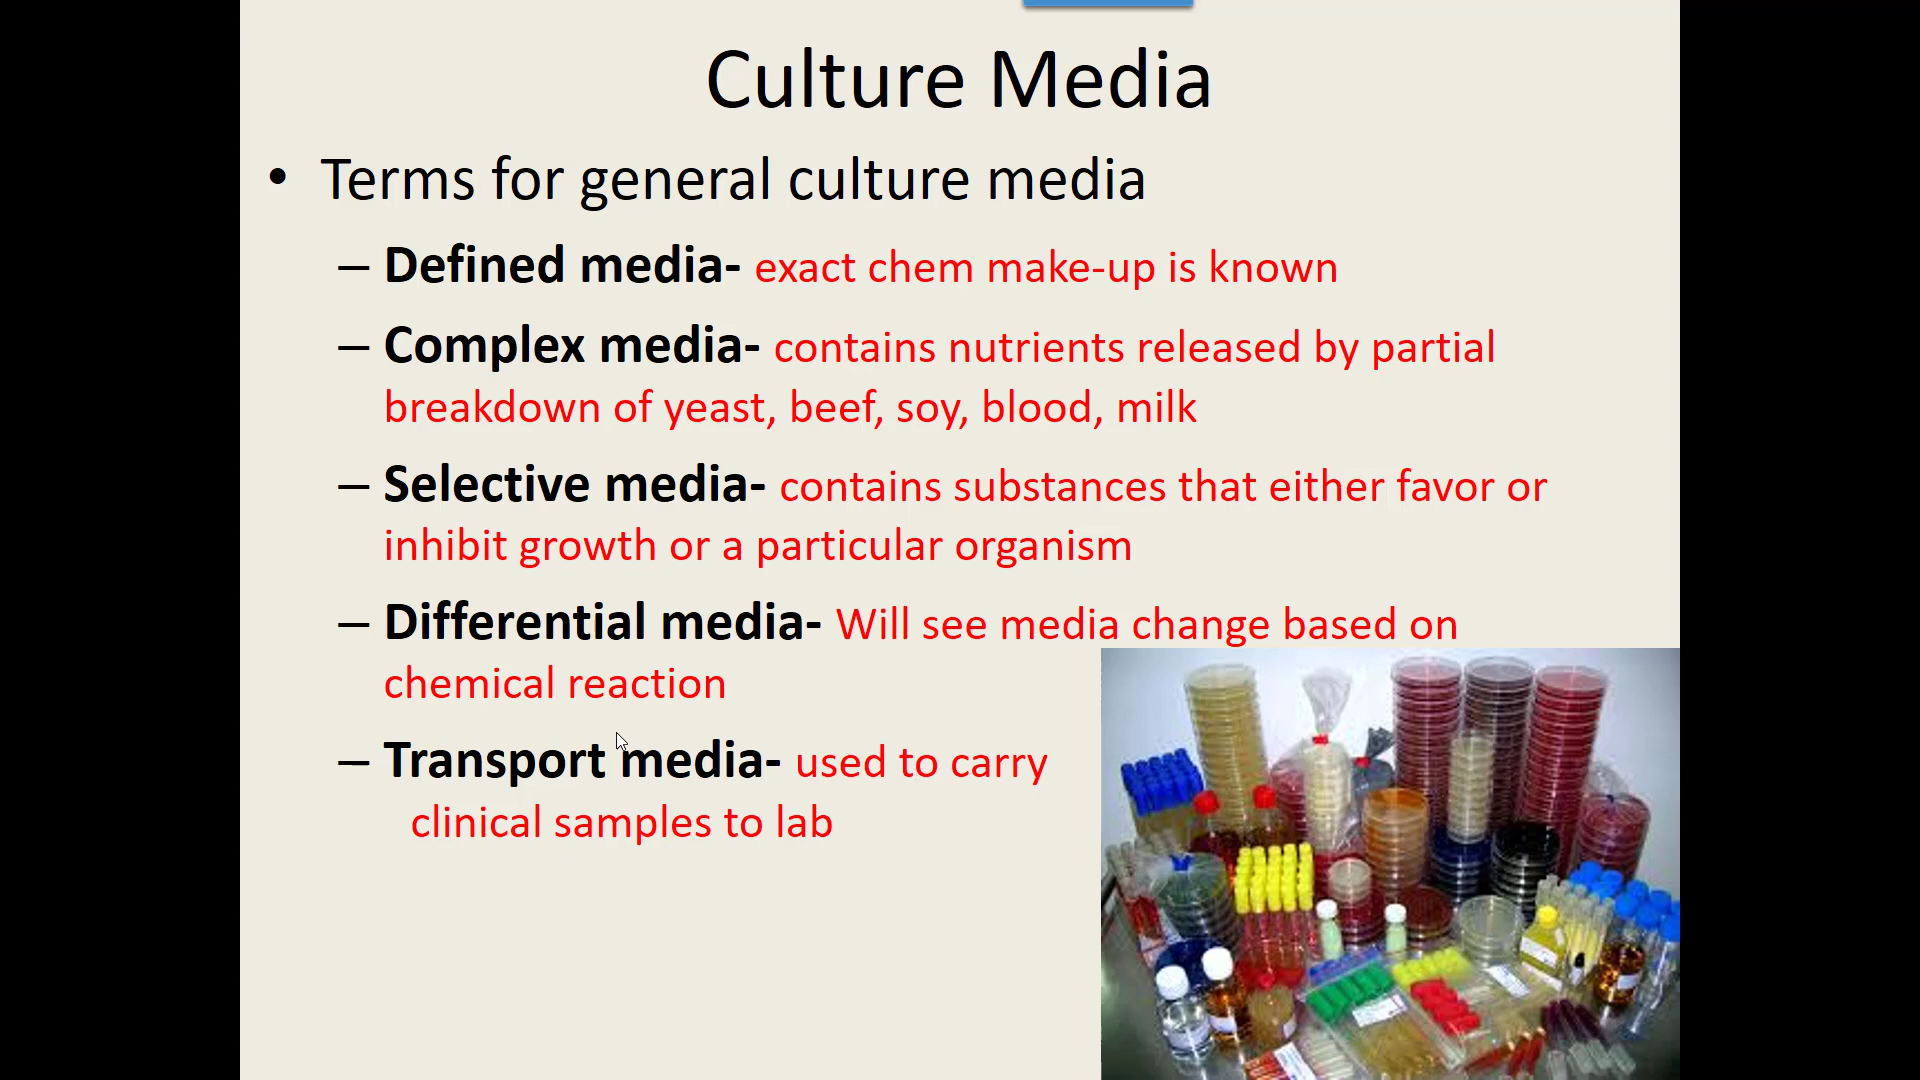 Culture Media
• Terms for general culture media
– Defined media- exact chem make-up is known
– Complex media- contains nutrients released by partial
breakdown of yeast, beef, soy, blood, milk
– Selective media- contains substances that either favor or
inhibit growth or a particular organism
– Differential media- Will see media change based on
chemical reaction
– Transport media- used to carry
clinical samples to lab